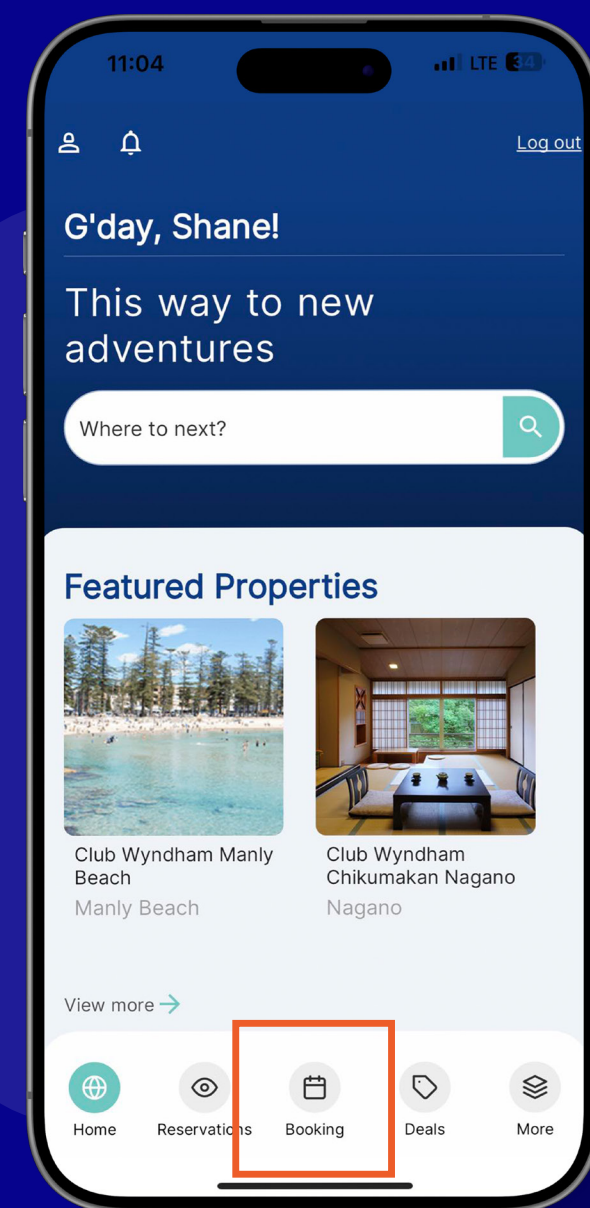 11:04
LTE 34
Log out
G'day, Shane!
This way to new
adventures
Where to next?
Featured Properties
Club Wyndham Manly
Beach
Manly Beach
Club Wyndham
Chikumakan Nagano
Nagano
View more
Home
Reservations
Booking
Deals
More